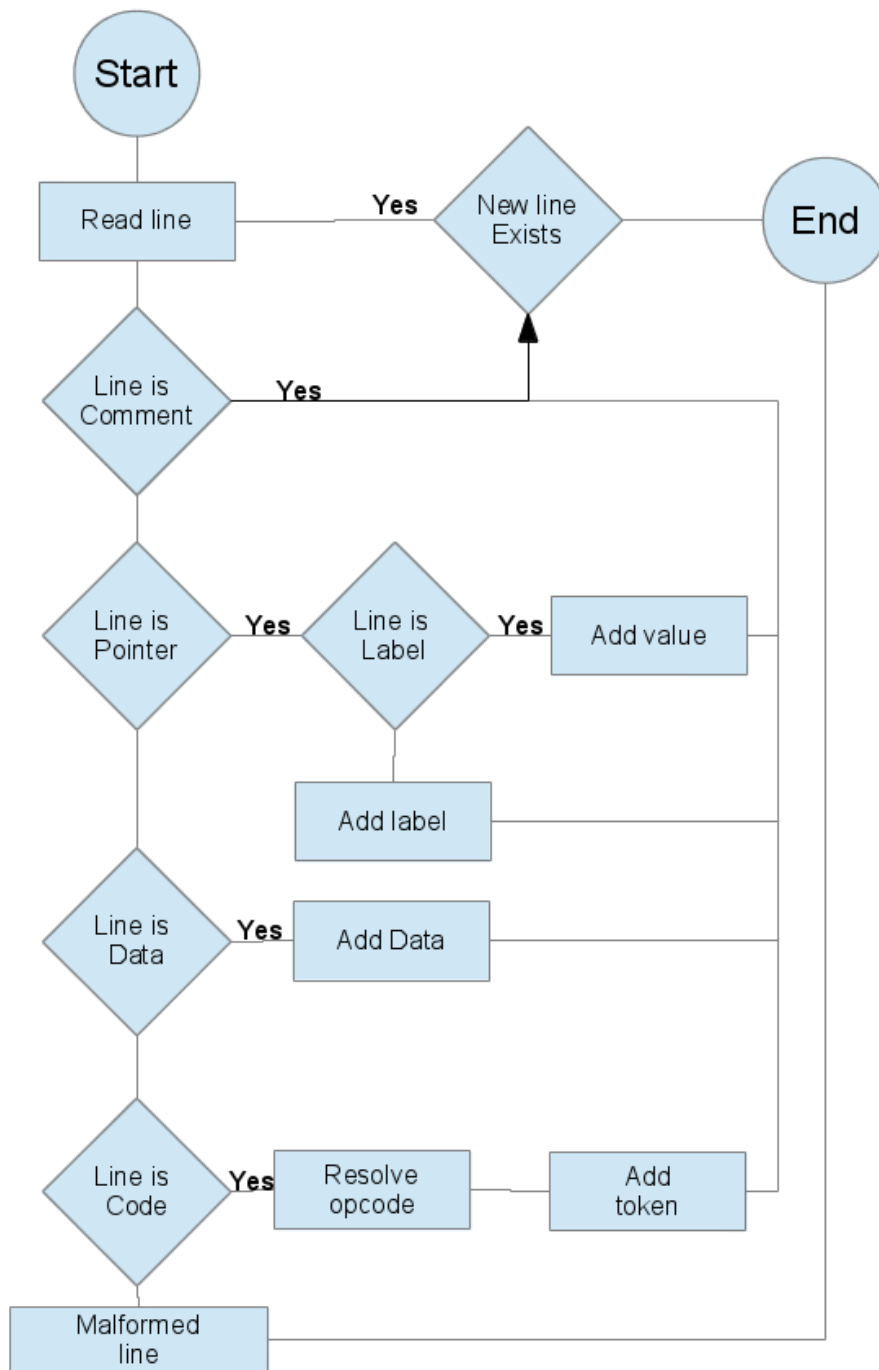 Start
Read line
Yes
New line
Exists
End
Line is
Comment
Yes
Line is
Pointer
Yes
Line is
Label
Yes
Add value
Add label
Line is
Data
Yes
Add Data
Line is
Code
Yes
Resolve
opcode
Add
token
Malformed
line